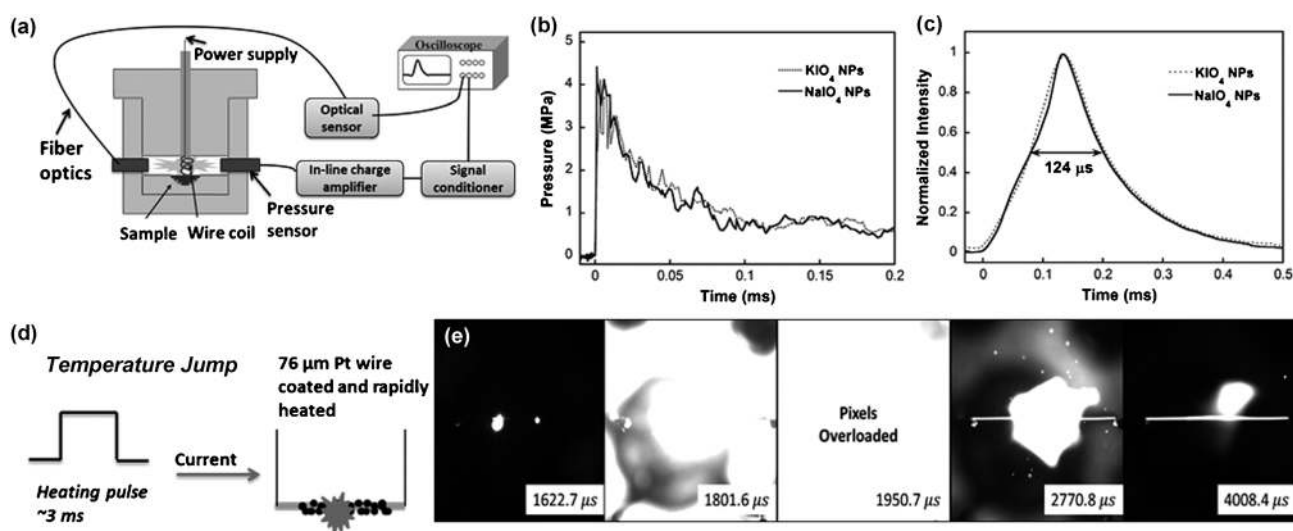 (a)
Power supply
Oscilloscope
Optical
sensor
Fiber
optics
In-line charge
amplifier
Signal
conditioner
Pressure
sensor
Sample
Wire coil
(b)
5
4
3
2
1
0
Pressure (MPa)
KIO4 NPs
NaIO4 NPs
0
0.05
0.1
0.15
0.2
Time (ms)
(c)
1
0.8
0.6
0.4
0.2
0
Normalized Intensity
KIO4 NPs
NaIO4 NPs
124 µs
0
0.1
0.2
0.3
0.4
0.5
Time (ms)
(d)
Temperature Jump
76 µm Pt wire
coated and rapidly
heated
Current
Heating pulse
~3 ms
(e)
1622.7 µs
1801.6 µs
Pixels
Overloaded
1950.7 µs
2770.8 µs
4008.4 µs